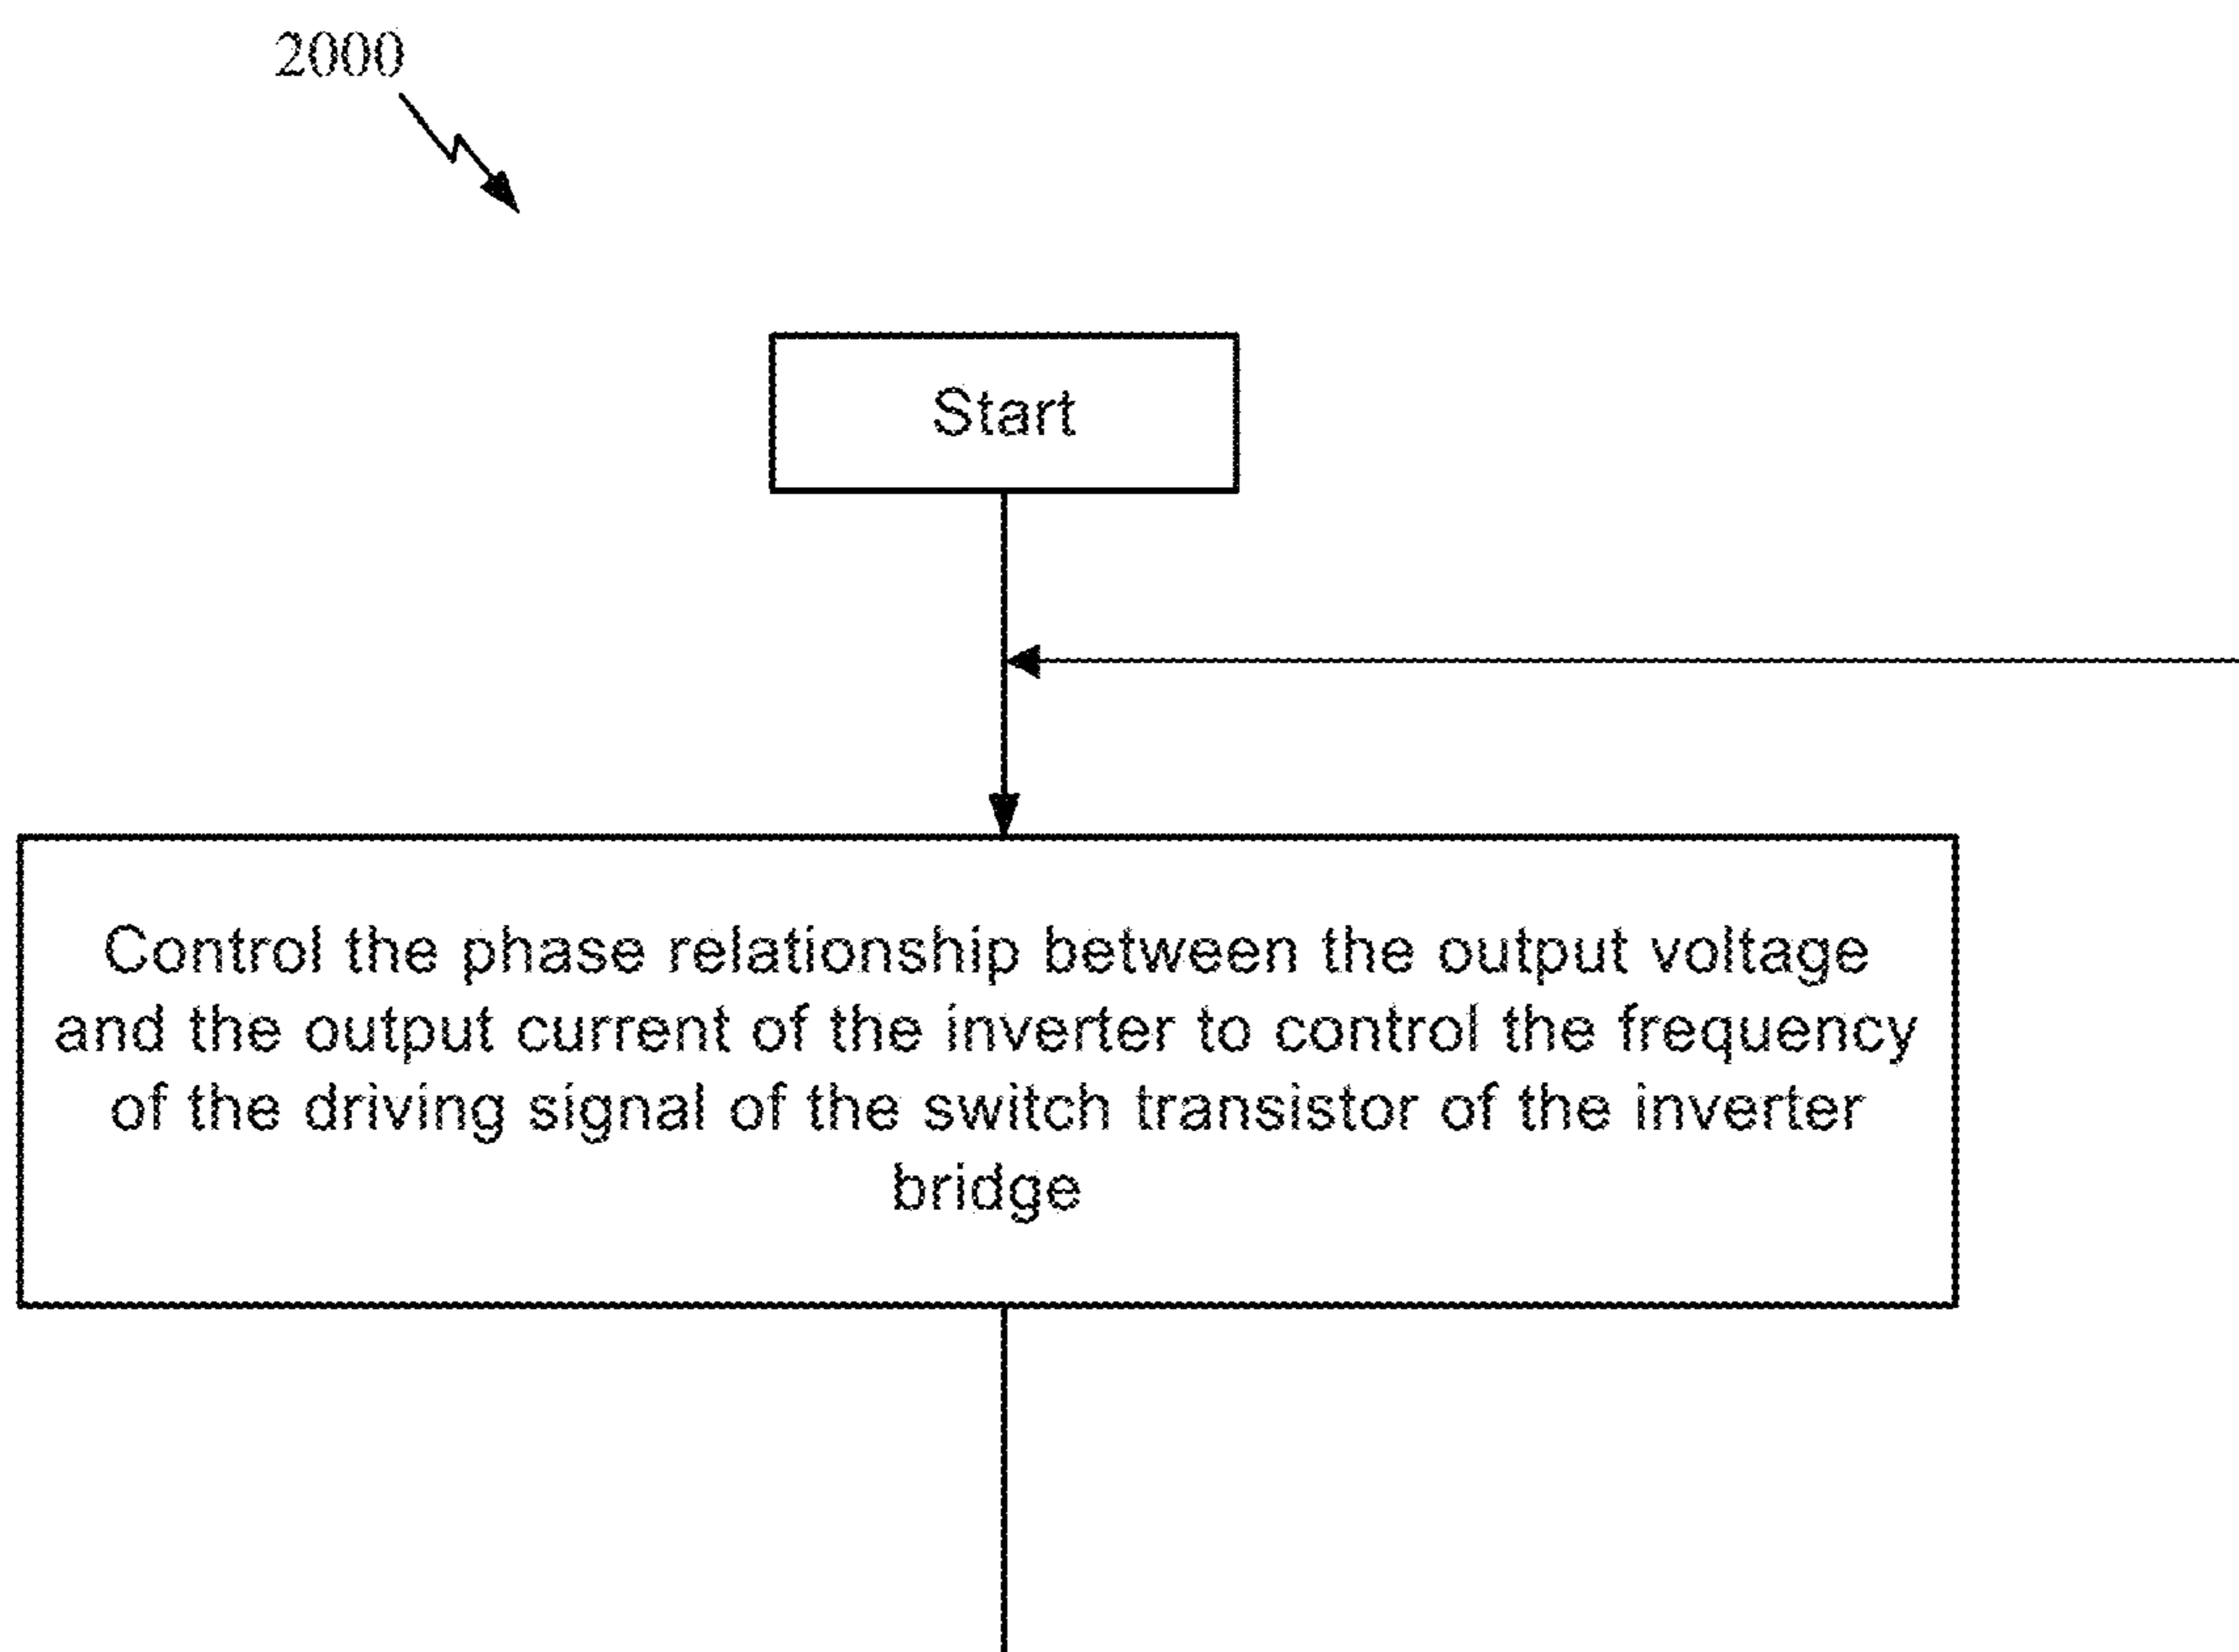 2000
Start
Control the phase relationship between the output voltage
and the output current of the inverter to control the frequency
of the driving signal of the switch transistor of the inverter
bridge